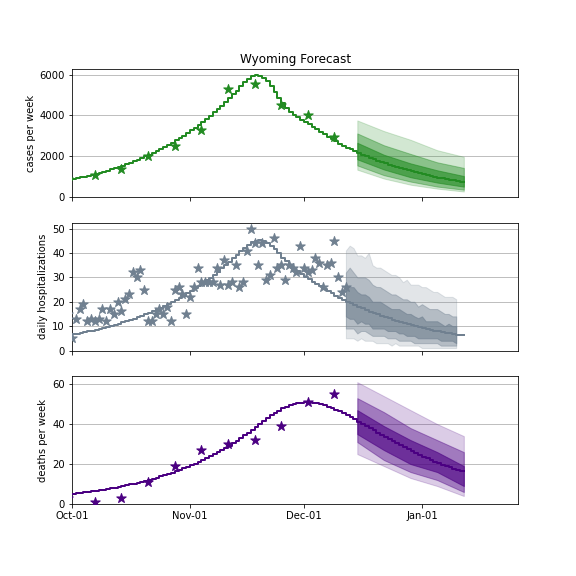 Wyoming Forecast
cases per week
6000
4000
2000
0
daily hospitalizations
50
40
30
20
10
0
deaths per week
60
40
20
0
Oct-01 Nov-01 Dec-01 Jan-01